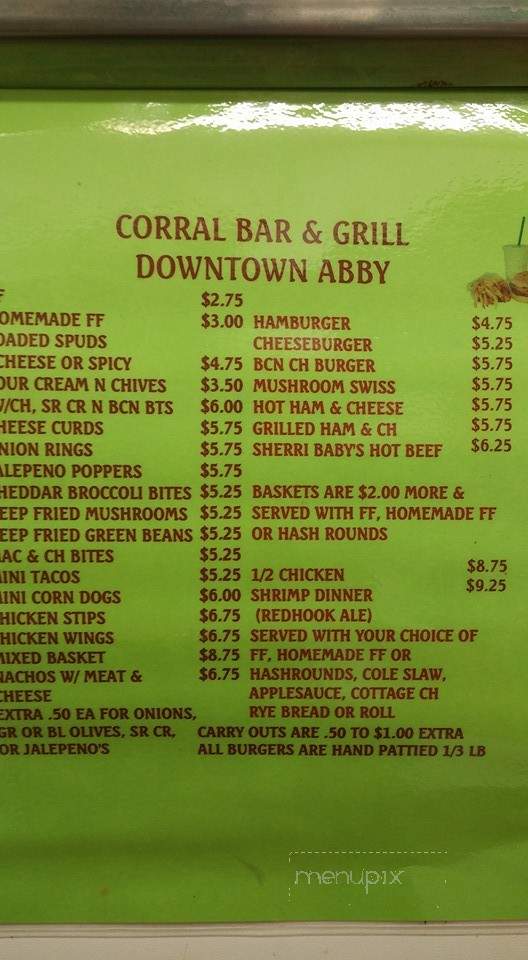 CORRAL BAR & GRILL
DOWNTOWN ABBY
F $2.75
OMEMADE FF $3.00
OADED SPUDS
CHEESE OR SPICY $4.75
OUR CREAM N CHIVES $3.50
/CH, SR CR N BCN BTS $6.00
HEESE CURDS $5.75
NION RINGS $5.75
ALEPENO POPPERS $5.75
HEDDAR BROCCOLI BITES $5.25
EEP FRIED MUSHROOMS $5.25
EEP FRIED GREEN BEANS $5.25
AC & CH BITES $5.25
INI TACOS $5.25
INI CORN DOGS $6.00
HICKEN STIPS $6.75
HICKEN WINGS $6.75
MIXED BASKET $8.75
NACHOS W/ MEAT & $6.75
CHEESE
EXTRA .50 EA FOR ONIONS,
GR OR BL OLIVES, SR CR,
OR JALEPENO'S
HAMBURGER $4.75
CHEESEBURGER $5.25
BCN CH BURGER $5.75
MUSHROOM SWISS $5.75
HOT HAM & CHEESE $5.75
GRILLED HAM & CH $5.75
SHERRI BABY'S HOT BEEF $6.25
BASKETS ARE $2.00 MORE &
SERVED WITH FF, HOMEMADE FF
OR HASH ROUNDS
1/2 CHICKEN $8.75
SHRIMP DINNER $9.25
(REDHOOK ALE)
SERVED WITH YOUR CHOICE OF
FF, HOMEMADE FF OR
HASHROUNDS, COLE SLAW,
APPLESAUCE, COTTAGE CH
RYE BREAD OR ROLL
CARRY OUTS ARE .50 TO $1.00 EXTRA
ALL BURGERS ARE HAND PATTIED 1/3 LB
menupix